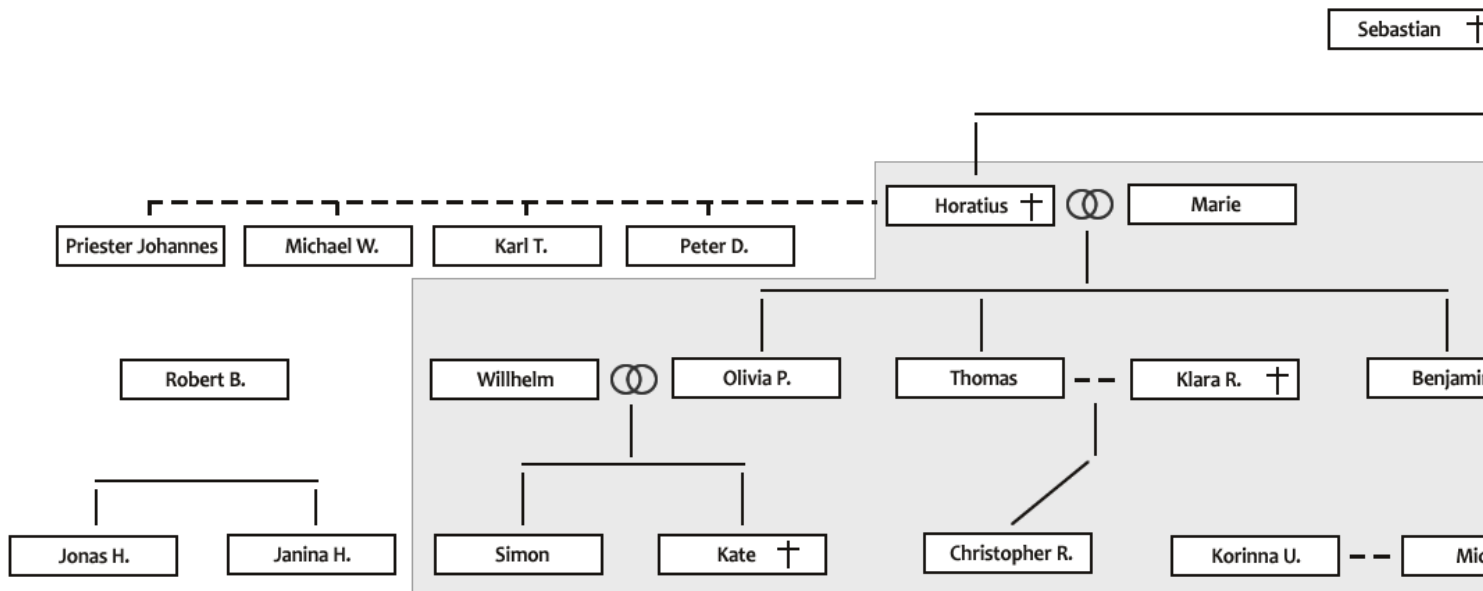 Sebastian
Horatius
Marie
Priester Johannes
Michael W.
Karl T.
Peter D.
Robert B.
Willhelm
Olivia P.
Thomas
Klara R.
Jonas H.
Janina H.
Simon
Kate
Christopher R.
Korinna U.